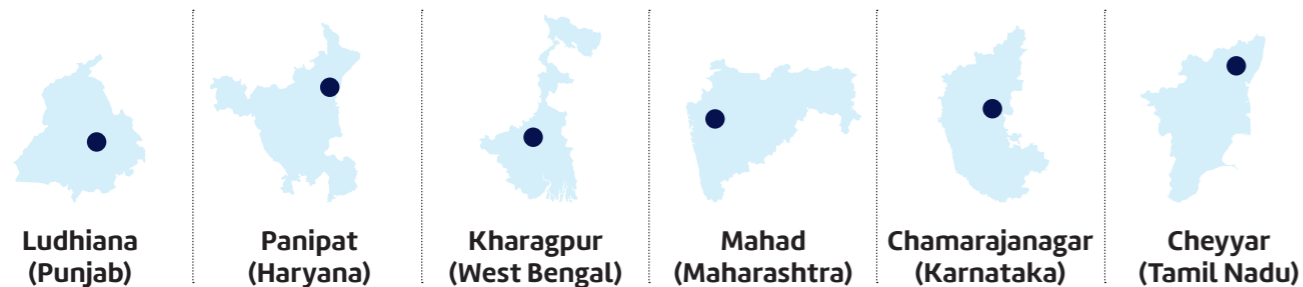 Ludhiana
(Punjab)
Panipat
(Haryana)
Kharagpur
(West Bengal)
Mahad
(Maharashtra)
Chamarajanagar
(Karnataka)
Cheyyar
(Tamil Nadu)